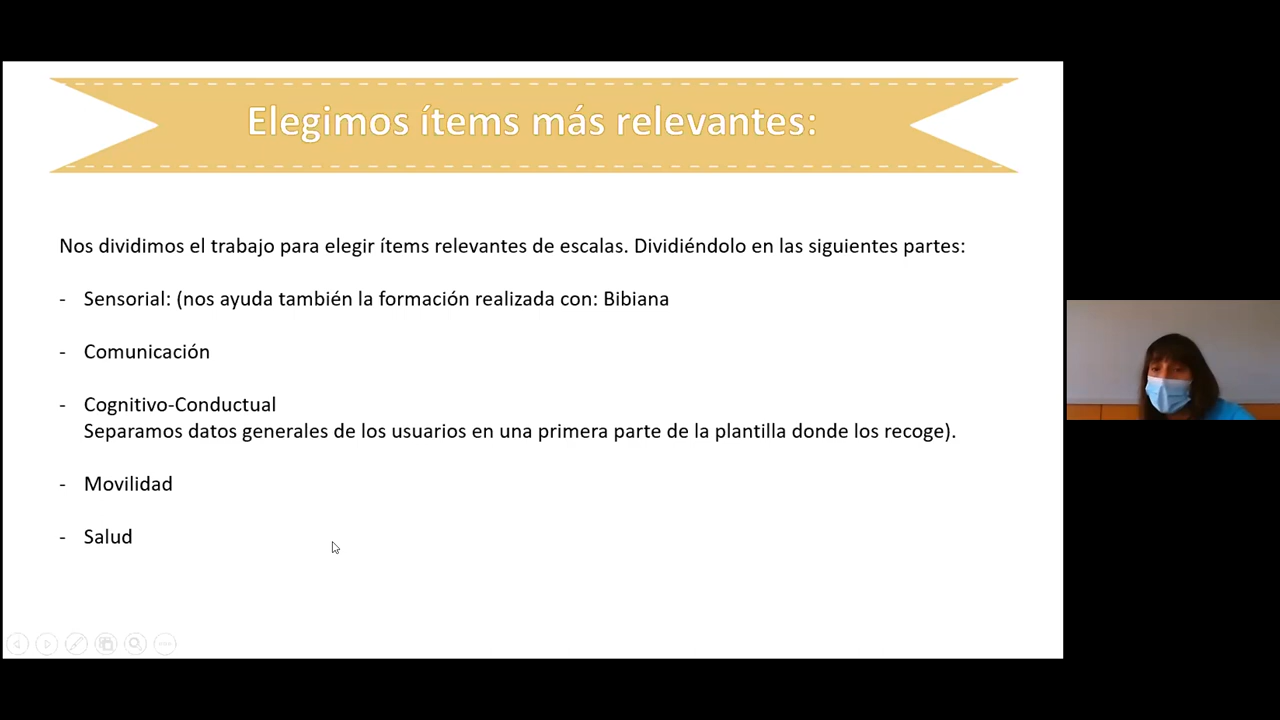 Elegimos ítems más relevantes:
Nos dividimos el trabajo para elegir ítems relevantes de escalas. Dividiéndolo en las siguientes partes:
- Sensorial: (nos ayuda también la formación realizada con: Bibiana
- Comunicación
- Cognitivo-Conductual
Separamos datos generales de los usuarios en una primera parte de la plantilla donde los recoge).
- Movilidad
- Salud